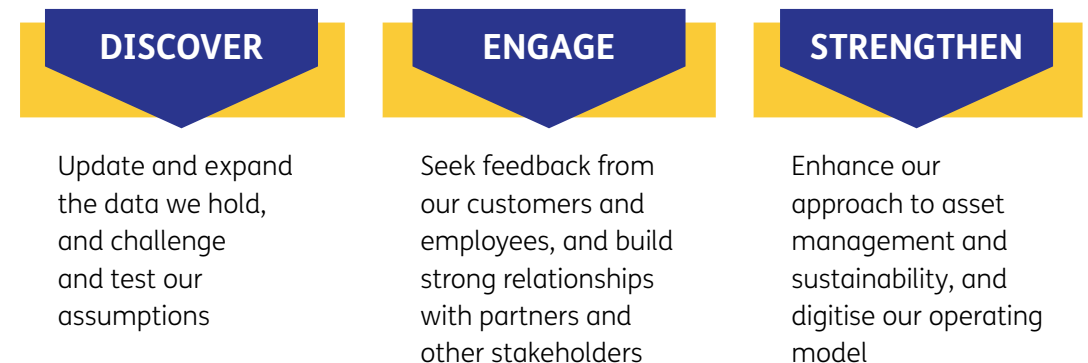 DISCOVER
Update and expand
the data we hold,
and challenge
and test our
assumptions
ENGAGE
Seek feedback from
our customers and
employees, and build
strong relationships
with partners and
other stakeholders
STRENGTHEN
Enhance our
approach to asset
management and
sustainability, and
digitise our operating
model